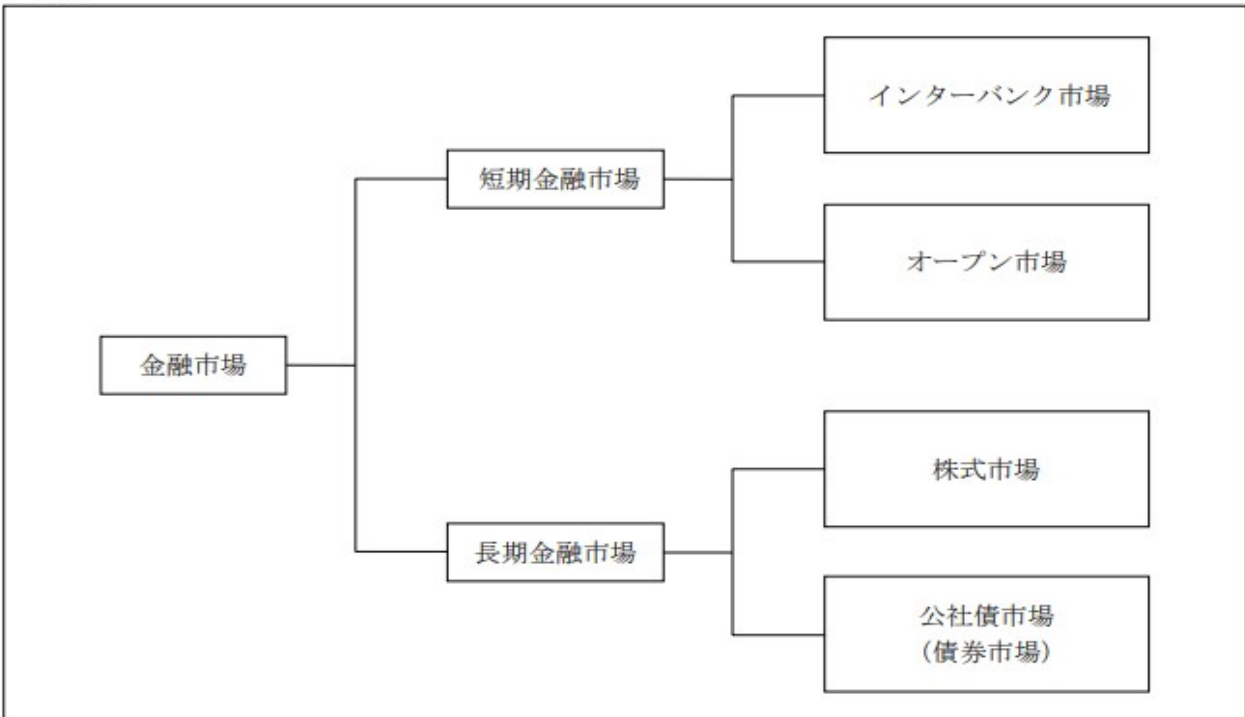 金融市場
短期金融市場
インターバンク市場
オープン市場
長期金融市場
株式市場
公社債市場
(債券市場)